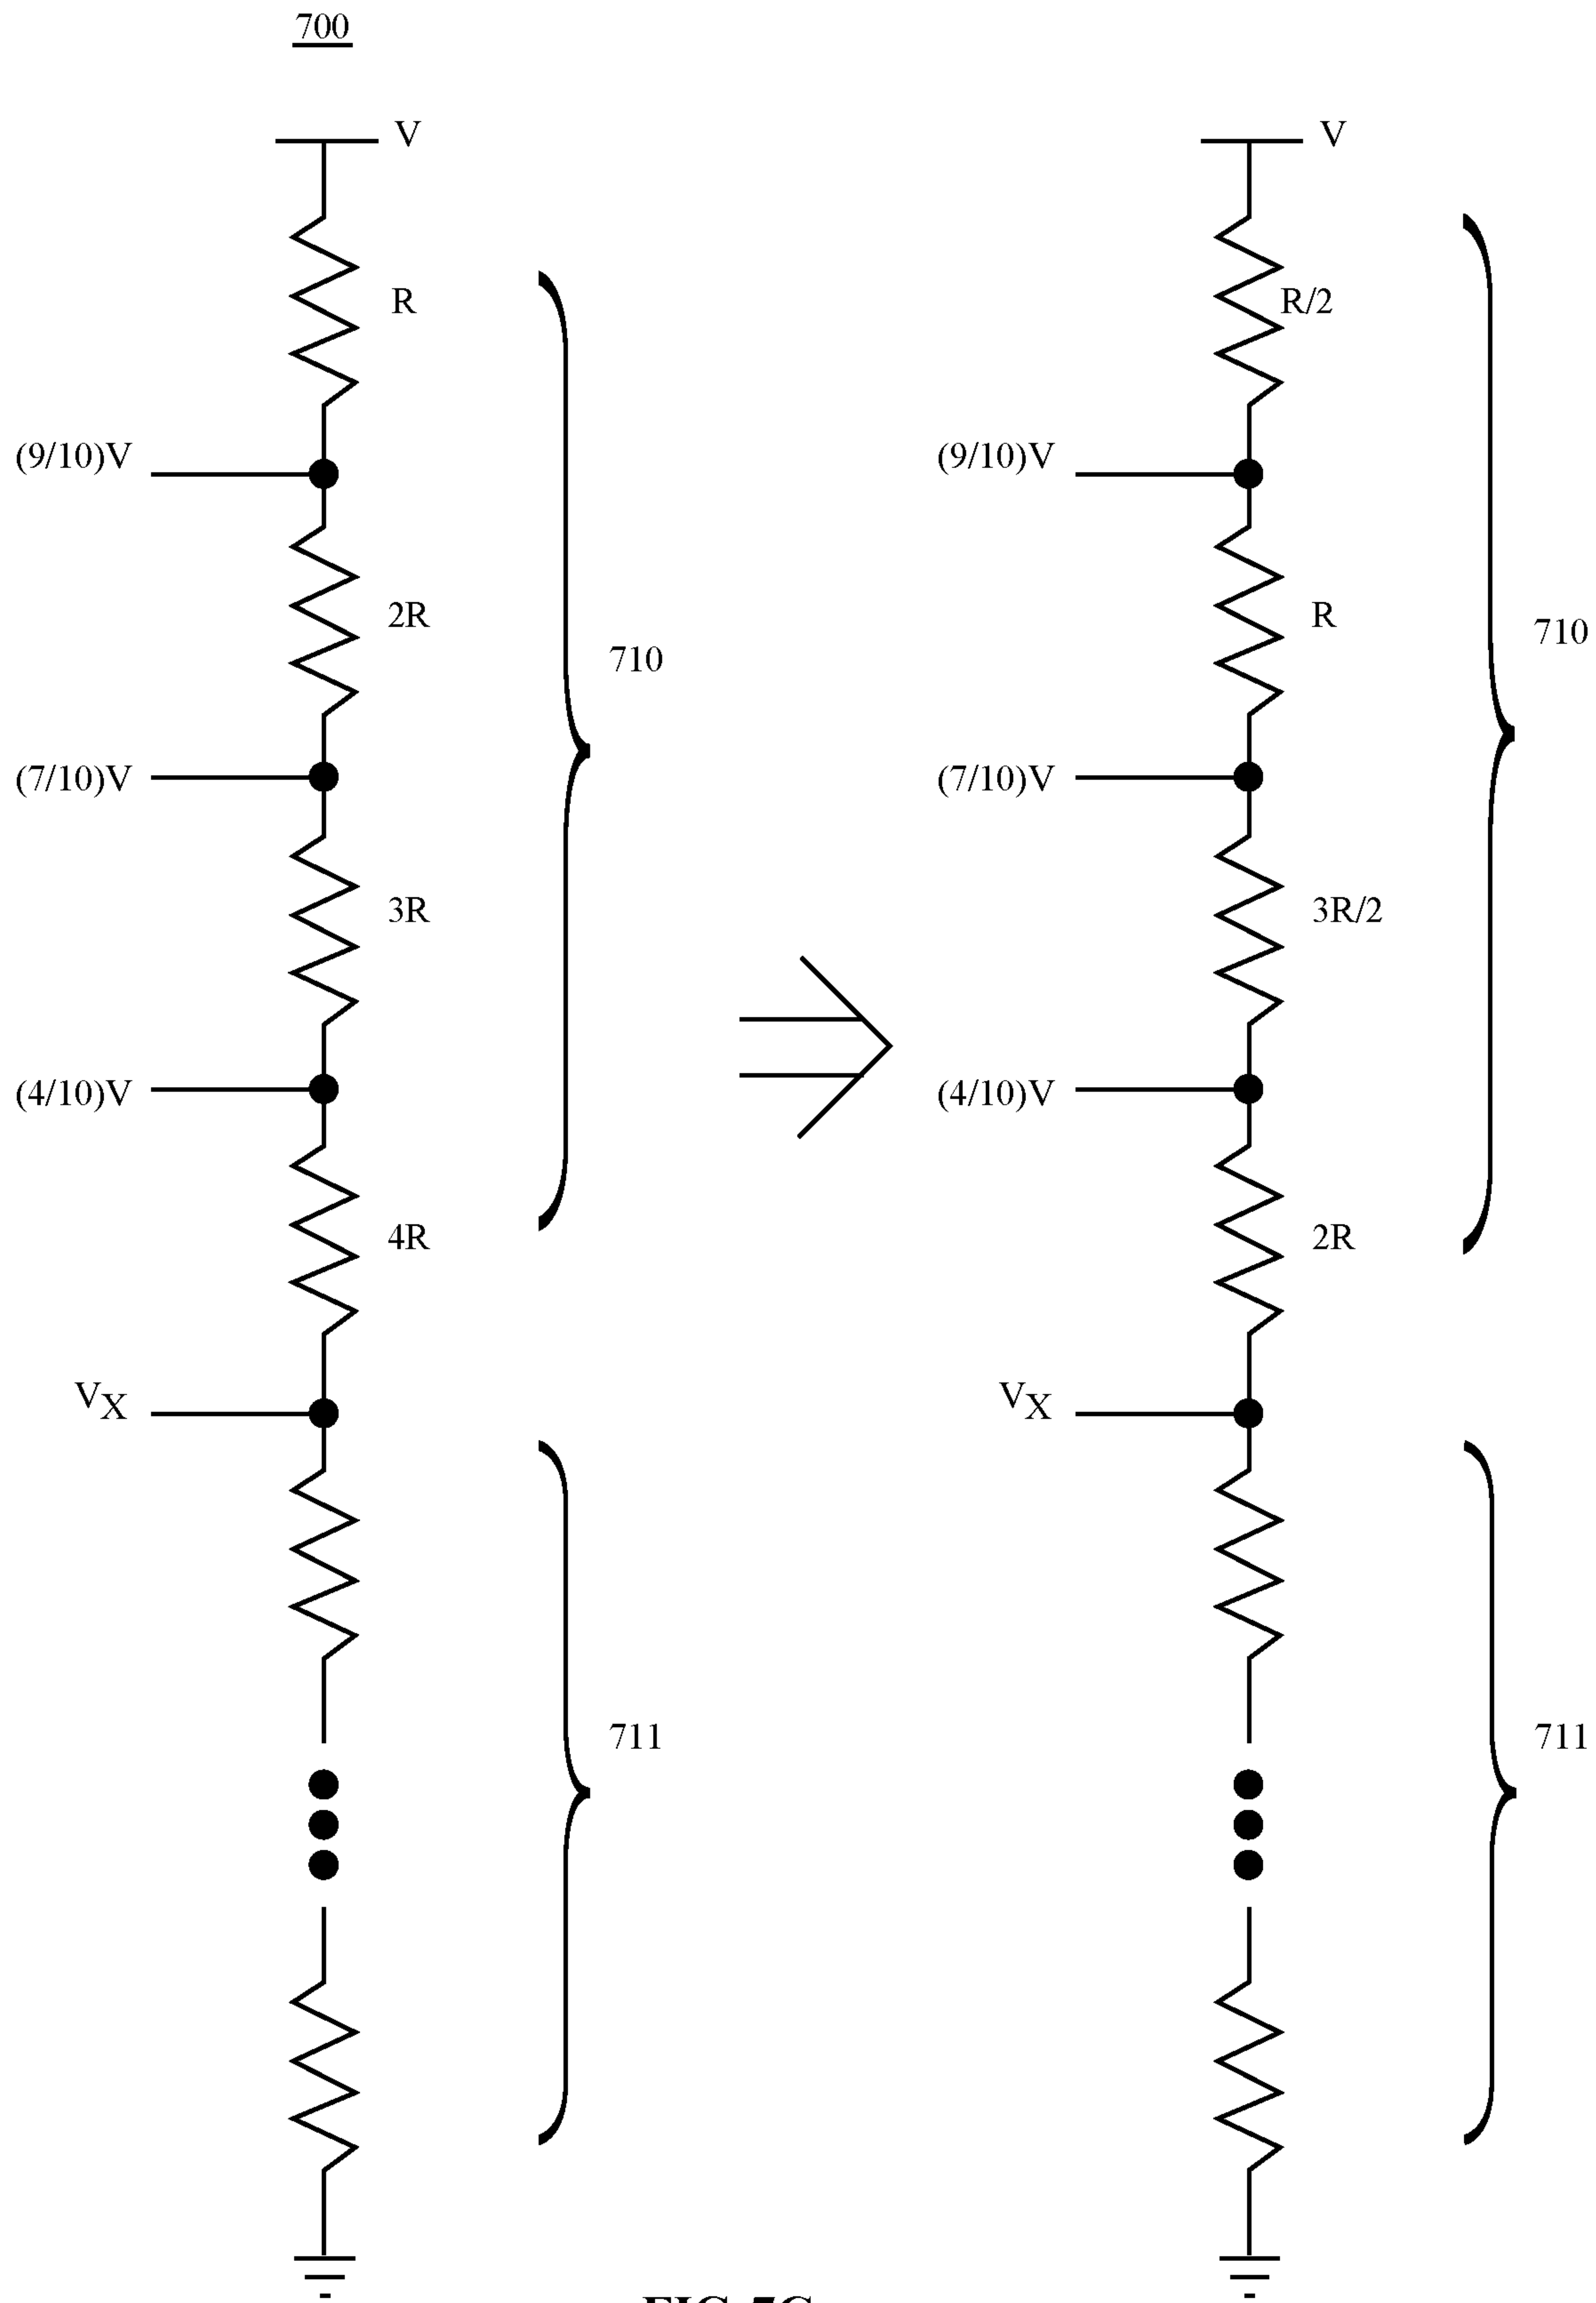 700
V
R
(9/10)V
2R
710
(7/10)V
3R
(4/10)V
4R
VX
711
V
R/2
(9/10)V
R
710
(7/10)V
3R/2
(4/10)V
2R
VX
711